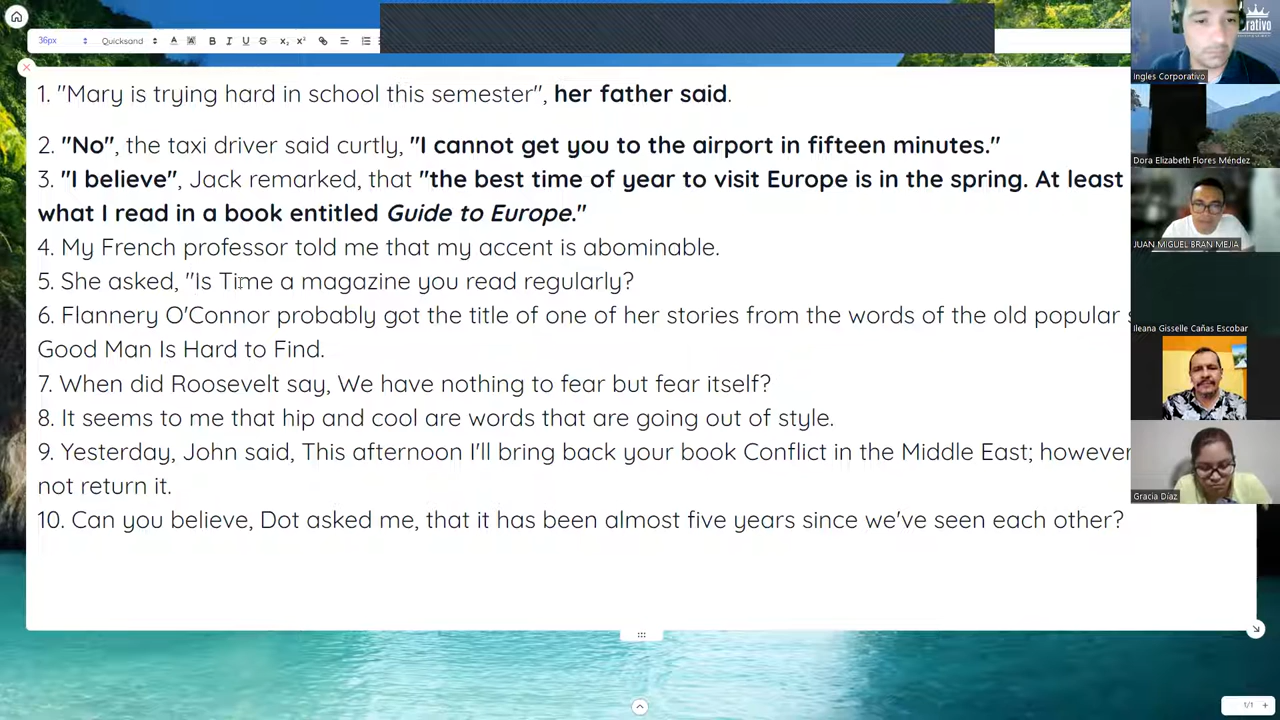 36px Quicksand
1. "Mary is trying hard in school this semester", her father said.
2. "No", the taxi driver said curtly, "I cannot get you to the airport in fifteen minutes."
3. "I believe", Jack remarked, that "the best time of year to visit Europe is in the spring. At least
what I read in a book entitled Guide to Europe."
4. My French professor told me that my accent is abominable.
5. She asked, "Is Time a magazine you read regularly?
6. Flannery O'Connor probably got the title of one of her stories from the words of the old popular
Good Man Is Hard to Find.
7. When did Roosevelt say, We have nothing to fear but fear itself?
8. It seems to me that hip and cool are words that are going out of style.
9. Yesterday, John said, This afternoon I'll bring back your book Conflict in the Middle East; however
not return it.
10. Can you believe, Dot asked me, that it has been almost five years since we've seen each other?
Ingles Corporativo
Dora Elizabeth Flores Méndez
JUAN MIGUEL BRAN MEJIA
Ileana Gisselle Cañas Escobar
Gracia Díaz
1/1